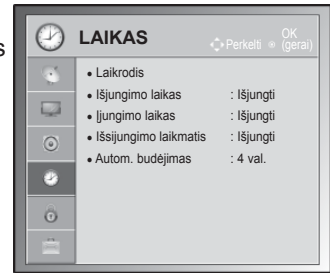 s
LAIKAS
Perkelti
OK
(gerai)
• Laikrodis
• Išjungimo laikas : Išjungti
• Įjungimo laikas : Išjungti
• Išsijungimo laikmatis : Išjungti
• Autom. budėjimas : 4 val.